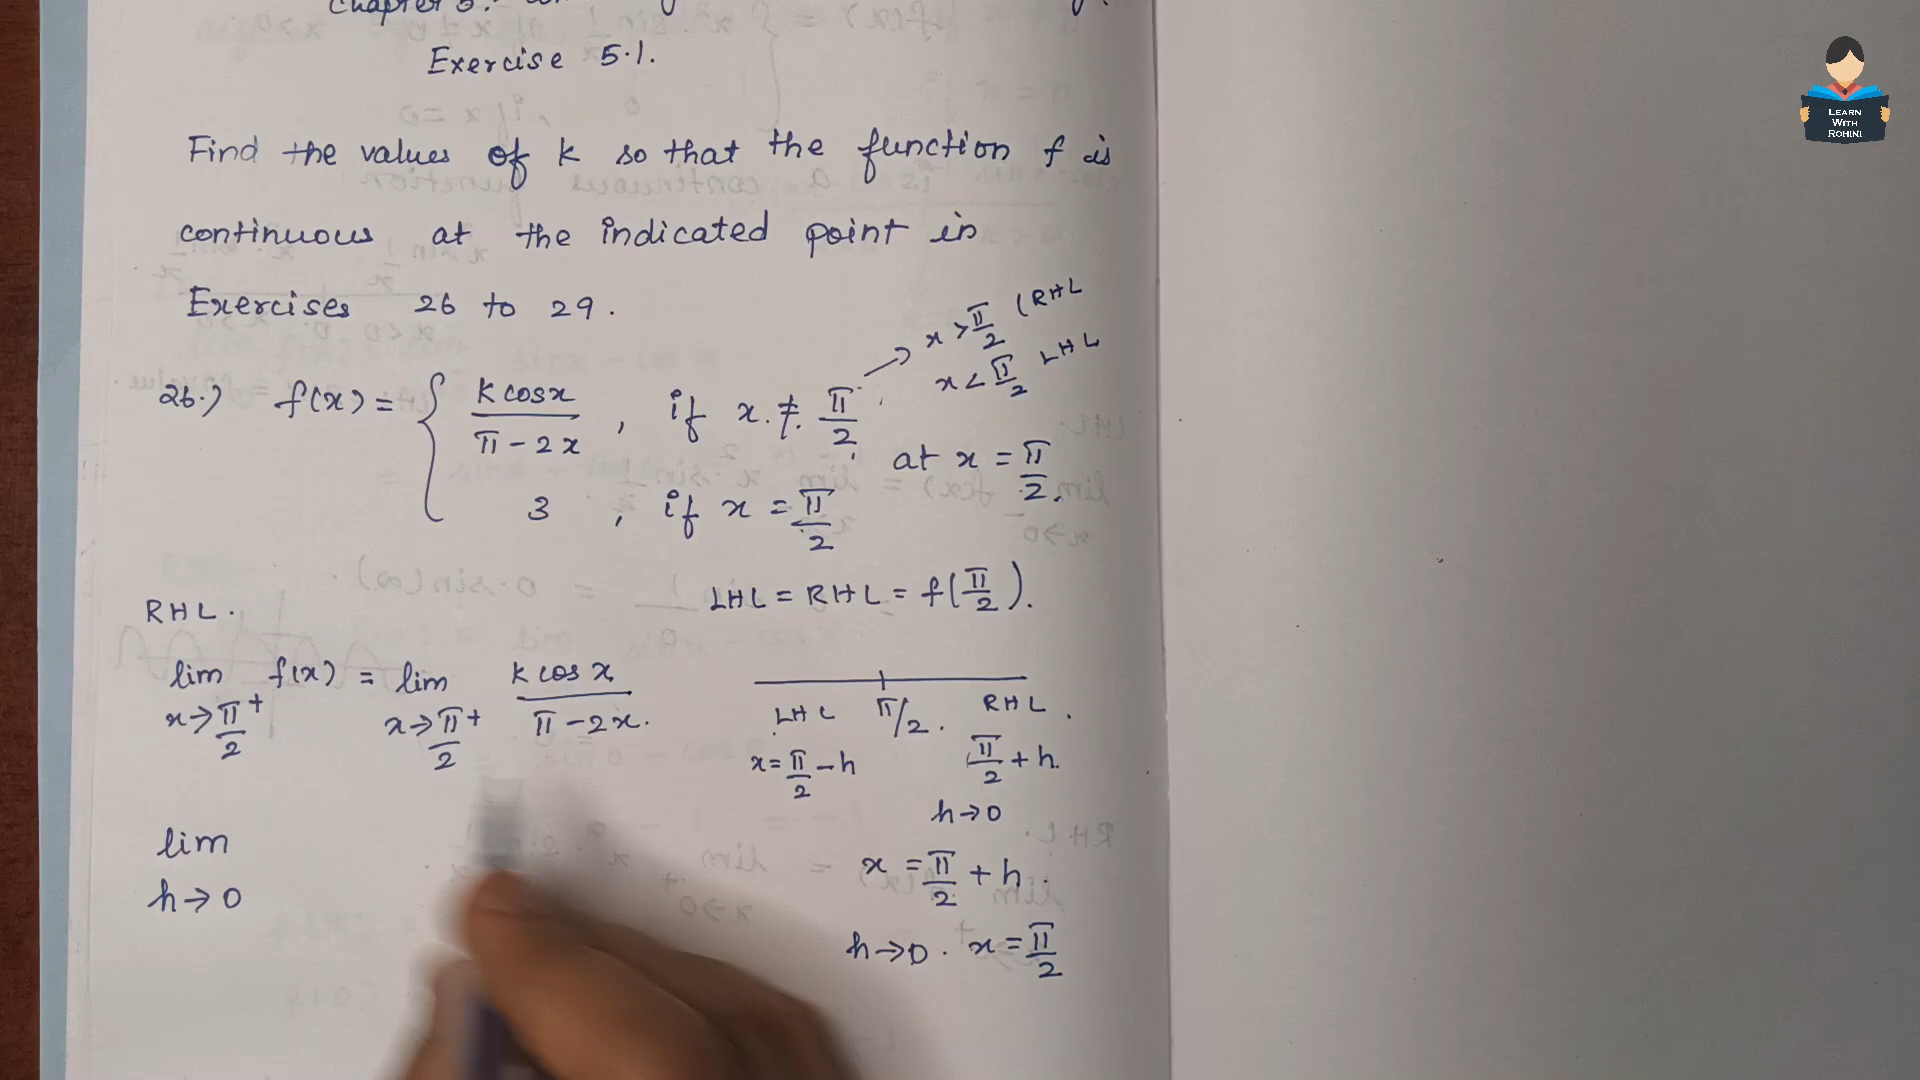 Chapter 5.
Exercise 5.1.
Find the values of k so that the function f is
continuous at the indicated point in
Exercises 26 to 29.
x > π/2 (RHL
x < π/2 LHL
26.) f(x) = { k cosx / π - 2x , if x ≠ π/2
at x = π/2.
3 , if x = π/2
RHL.
LHL = RHL = f(π/2).
lim x→π/2+ f(x) = lim x→π/2+ k cos x / π - 2x.
LHL π/2. RHL.
x = π/2 - h π/2 + h.
h→0
lim h→0
x = π/2 + h.
h→0. x = π/2
LEARN
WITH
ROHINI